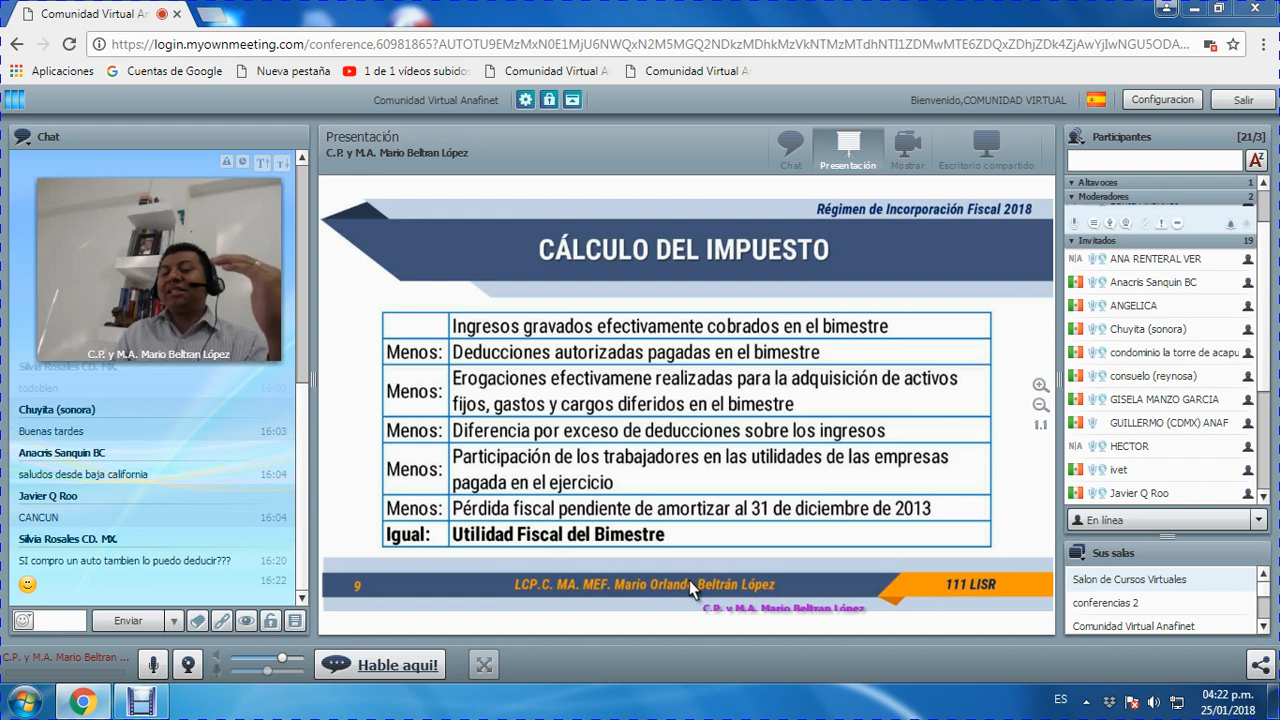 Comunidad Virtual Anafinet
https://login.myownmeeting.com/conference,60981865?AUTOTU9EMzMxN0E1MjU6NWQxN2M5MGQ2NDkzMDhkMzVkNTMzMTdhNTI1ZDMwMTE6ZDQxZDhjZDk4ZjAwYjIwNGU5ODA...
Aplicaciones
Cuentas de Google
Nueva pestaña
1 de 1 vídeos subidos
Comunidad Virtual A
Comunidad Virtual A
Comunidad Virtual Anafinet
Bienvenido,COMUNIDAD VIRTUAL
Configuracion
Salir
Chat
C.P. y M.A. Mario Beltran López
Silvia Rosales CD. MX.
todobien 16:03
Chuyita (sonora)
Buenas tardes 16:03
Anacris Sanquin BC 16:04
saludos desde baja california
Javier Q Roo
CANCUN 16:04
Silvia Rosales CD. MX. 16:20
SI compro un auto tambien lo puedo deducir???
16:22
Enviar
Presentación
C.P. y M.A. Mario Beltran López
Chat
Presentación
Mostrar
Escritorio compartido
Régimen de Incorporación Fiscal 2018
CÁLCULO DEL IMPUESTO
Ingresos gravados efectivamente cobrados en el bimestre
Menos: Deducciones autorizadas pagadas en el bimestre
Menos: Erogaciones efectivamene realizadas para la adquisición de activos
fijos, gastos y cargos diferidos en el bimestre
Menos: Diferencia por exceso de deducciones sobre los ingresos
Menos: Participación de los trabajadores en las utilidades de las empresas
pagada en el ejercicio
Menos: Pérdida fiscal pendiente de amortizar al 31 de diciembre de 2013
Igual: Utilidad Fiscal del Bimestre
9
LCP.C. MA. MEF. Mario Orlando Beltrán López
111 LISR
C.P. y M.A. Mario Beltran López
1.1
Participantes [21/3]
Altavoces 1
Moderadores 2
Invitados 19
N/A ANA RENTERAL VER
Anacris Sanquin BC
ANGELICA
Chuyita (sonora)
condominio la torre de acapu
consuelo (reynosa)
GISELA MANZO GARCIA
GUILLERMO (CDMX) ANAF
N/A HECTOR
ivet
Javier Q Roo
En línea
Sus salas
Salon de Cursos Virtuales
conferencias 2
Comunidad Virtual Anafinet
C.P. y M.A. Mario Beltran ...
Hable aqui!
ES
04:22 p.m.
25/01/2018